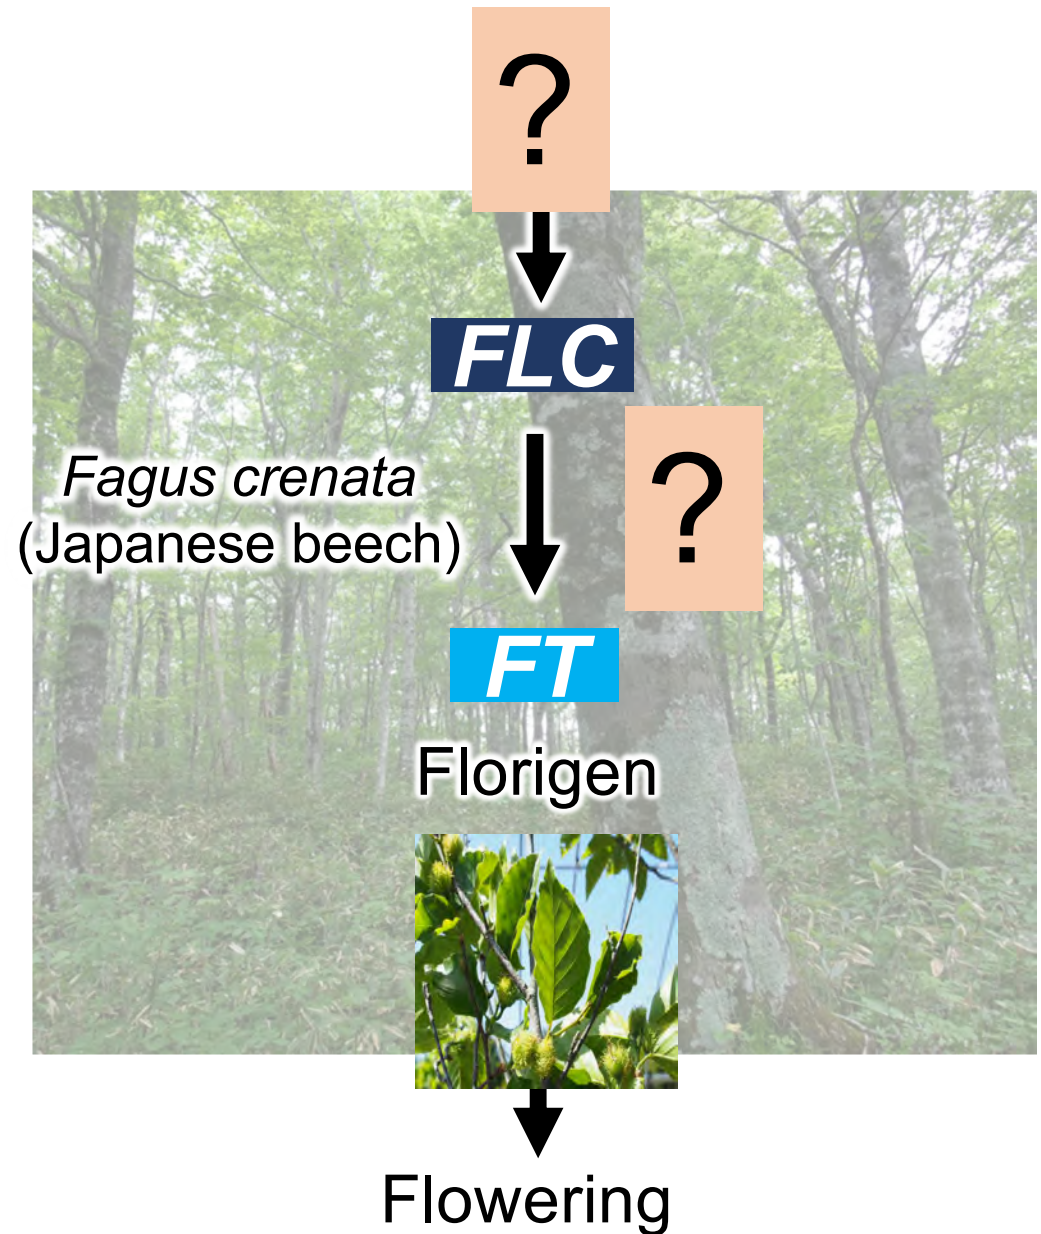 ?
FLC
?
Fagus crenata
(Japanese beech)
FT
Florigen
Flowering